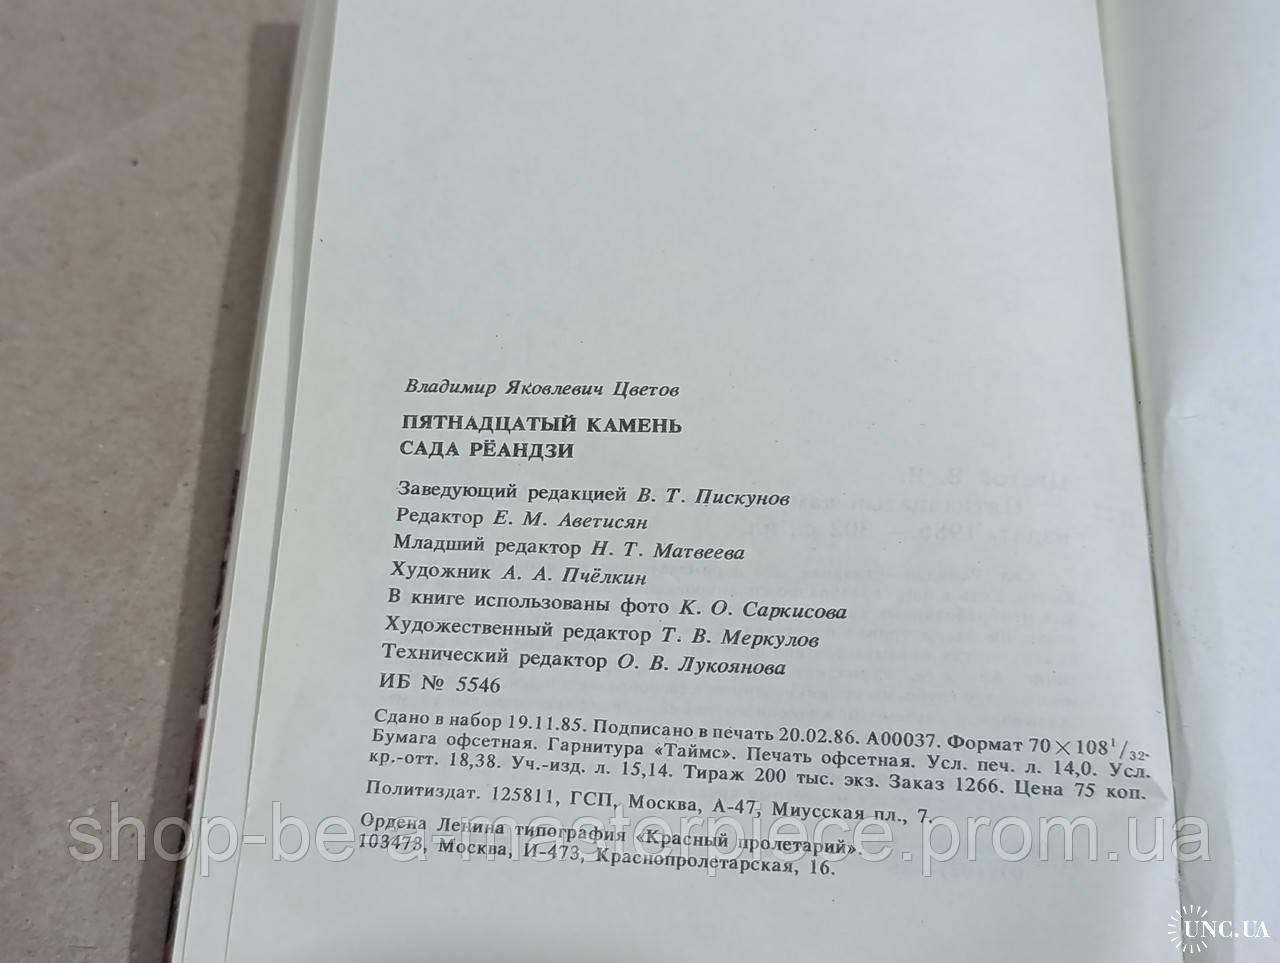 Владимир Яковлевич Цветов
ПЯТНАДЦАТЫЙ КАМЕНЬ
САДА РЁАНДЗИ
Заведующий редакцией В. Т. Пискунов
Редактор Е. М. Аветисян
Младший редактор Н. Т. Матвеева
Художник А. А. Пчёлкин
В книге использованы фото К. О. Саркисова
Художественный редактор Т. В. Меркулов
Технический редактор О. В. Лукоянова
ИБ № 5546
Сдано в набор 19.11.85. Подписано в печать 20.02.86. А00037. Формат 70×108¹/₃₂.
Бумага офсетная. Гарнитура «Таймс». Печать офсетная. Усл. печ. л. 14,0. Усл.
кр.-отт. 18,38. Уч.-изд. л. 15,14. Тираж 200 тыс. экз. Заказ 1266. Цена 75 коп.
Политиздат. 125811, ГСП, Москва, А-47, Миусская пл., 7.
Ордена Ленина типография «Красный пролетарий».
103473, Москва, И-473, Краснопролетарская, 16.
shop-be-a-masterpiece.prom.ua
UNC.UA